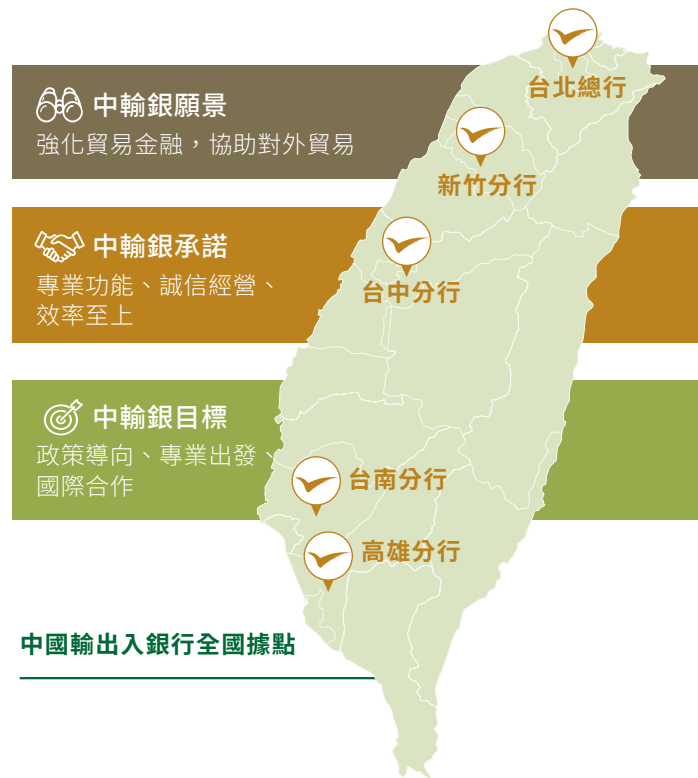 台北總行
中輸銀願景
強化貿易金融，協助對外貿易
新竹分行
中輸銀承諾
專業功能、誠信經營、
效率至上
台中分行
中輸銀目標
政策導向、專業出發、
國際合作
台南分行
高雄分行
中國輸出入銀行全國據點